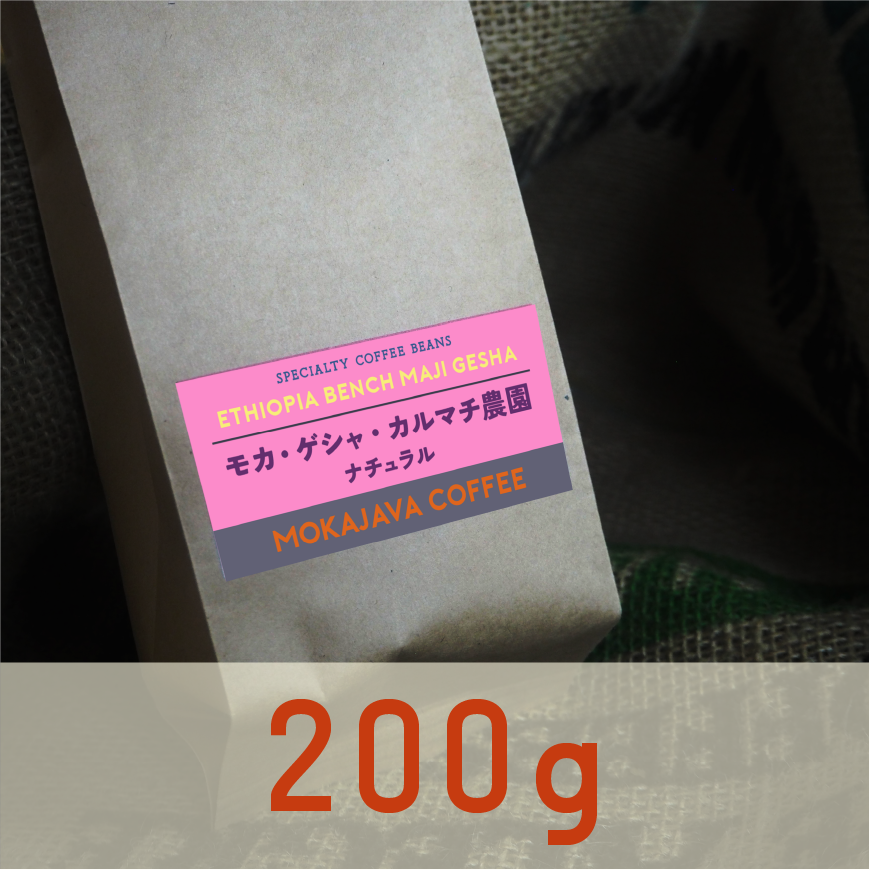 SPECIALTY COFFEE BEANS
ETHIOPIA BENCH MAJI GESHA
モカ・ゲシャ・カルマチ農園
ナチュラル
MOKAJAVA COFFEE
200g